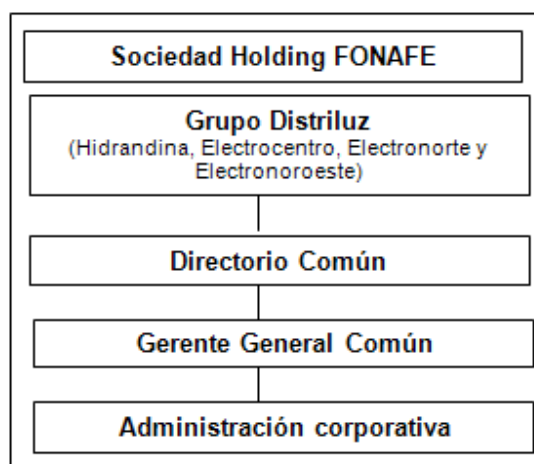 Sociedad Holding FONAFE
Grupo Distriluz
(Hidrandina, Electrocentro, Electronorte y
Electronoroeste)
Directorio Común
Gerente General Común
Administración corporativa